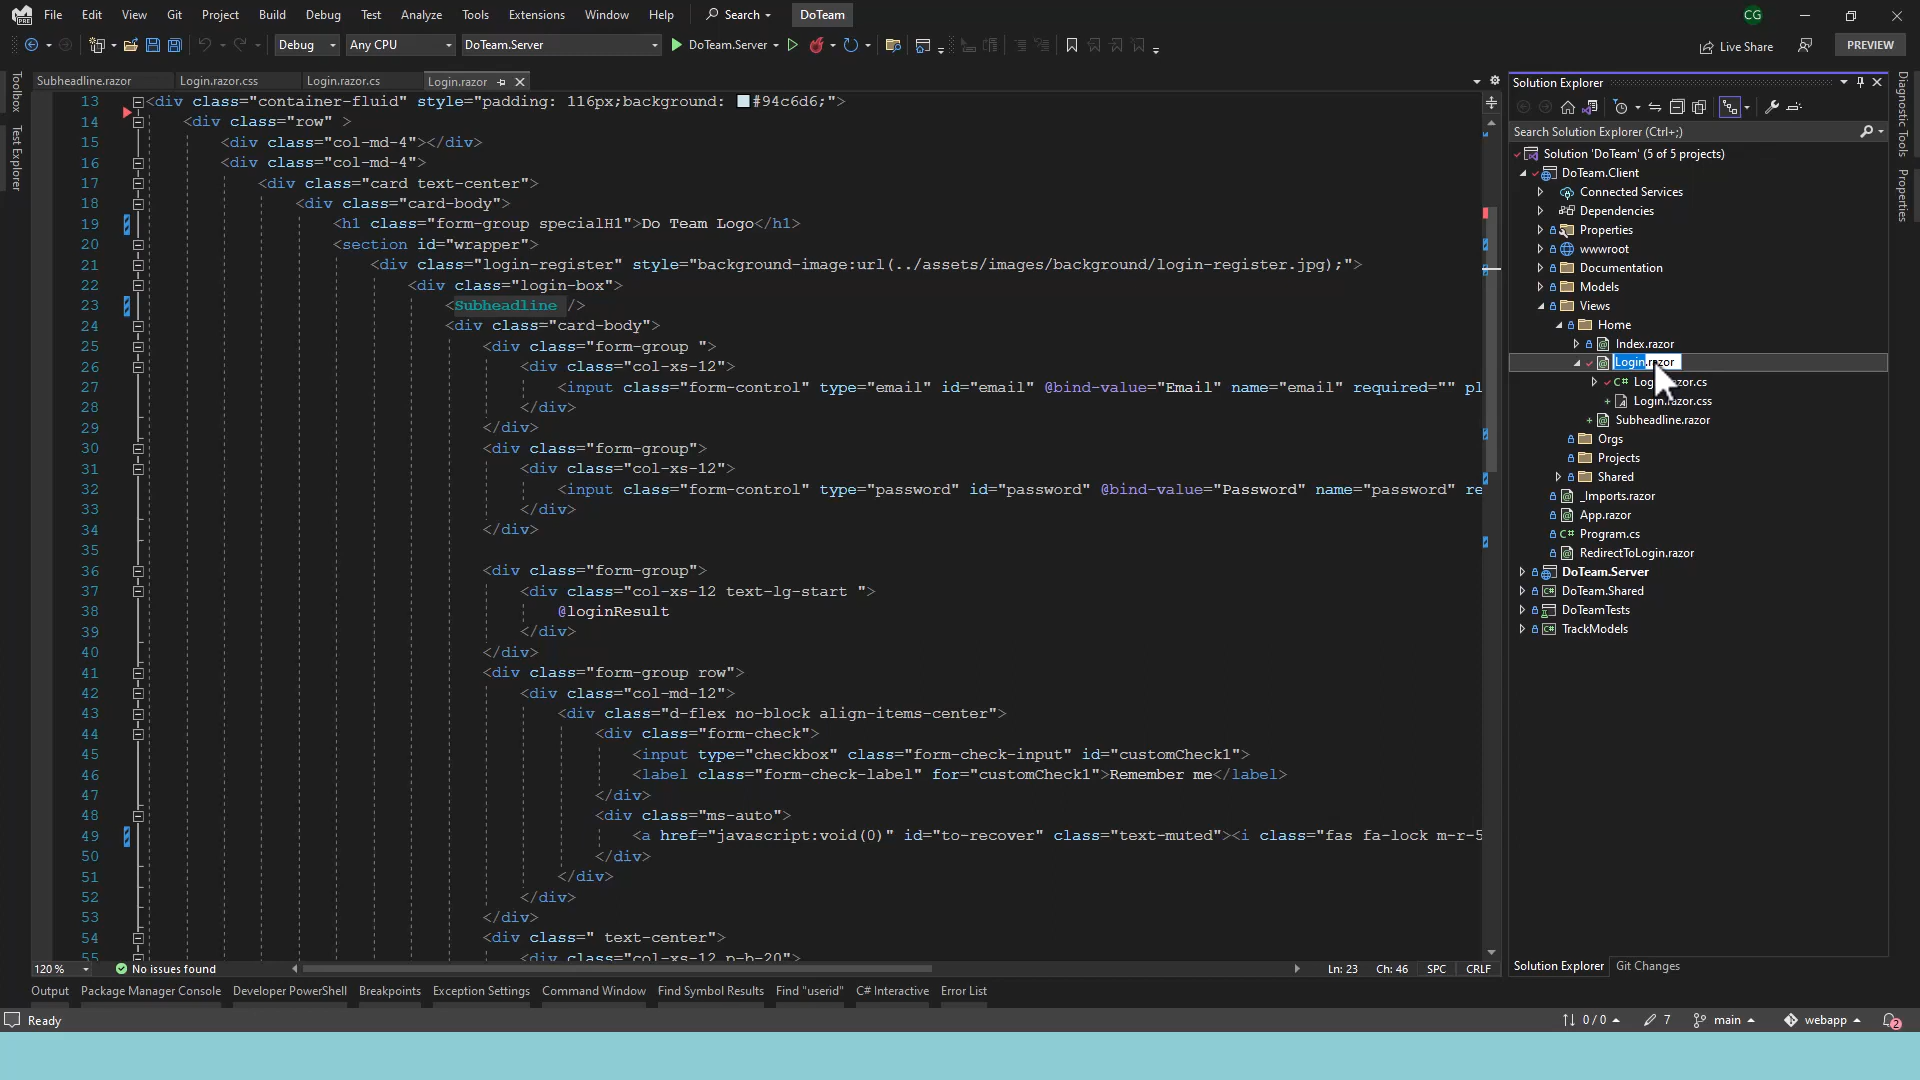 File Edit View Git Project Build Debug Test Analyze Tools Extensions Window Help Search DoTeam CG
Debug Any CPU DoTeam.Server DoTeam.Server Live Share PREVIEW
Toolbox
Test Explorer
Subheadline.razor Login.razor.css Login.razor.cs Login.razor
13 <div class="container-fluid" style="padding: 116px;background: #94c6d6;">
14 <div class="row" >
15 <div class="col-md-4"></div>
16 <div class="col-md-4">
17 <div class="card text-center">
18 <div class="card-body">
19 <h1 class="form-group specialH1">Do Team Logo</h1>
20 <section id="wrapper">
21 <div class="login-register" style="background-image:url(../assets/images/background/login-register.jpg);">
22 <div class="login-box">
23 <Subheadline />
24 <div class="card-body">
25 <div class="form-group ">
26 <div class="col-xs-12">
27 <input class="form-control" type="email" id="email" @bind-value="Email" name="email" required="" pl
28 </div>
29 </div>
30 <div class="form-group">
31 <div class="col-xs-12">
32 <input class="form-control" type="password" id="password" @bind-value="Password" name="password" re
33 </div>
34 </div>
35
36 <div class="form-group">
37 <div class="col-xs-12 text-lg-start ">
38 @loginResult
39 </div>
40 </div>
41 <div class="form-group row">
42 <div class="col-md-12">
43 <div class="d-flex no-block align-items-center">
44 <div class="form-check">
45 <input type="checkbox" class="form-check-input" id="customCheck1">
46 <label class="form-check-label" for="customCheck1">Remember me</label>
47 </div>
48 <div class="ms-auto">
49 <a href="javascript:void(0)" id="to-recover" class="text-muted"><i class="fas fa-lock m-r-5
50 </div>
51 </div>
52 </div>
53 </div>
54 <div class=" text-center">
55 <div class="col-xs-12 p-b-20">
120 % No issues found Ln: 23 Ch: 46 SPC CRLF
Solution Explorer
Search Solution Explorer (Ctrl+;)
Solution 'DoTeam' (5 of 5 projects)
DoTeam.Client
Connected Services
Dependencies
Properties
wwwroot
Documentation
Models
Views
Home
Index.razor
Login.razor
C# zor.cs
Login.razor.css
Subheadline.razor
Orgs
Projects
Shared
_Imports.razor
App.razor
C# Program.cs
RedirectToLogin.razor
DoTeam.Server
C# DoTeam.Shared
DoTeamTests
C# TrackModels
Solution Explorer Git Changes
Diagnostic Tools
Properties
Output Package Manager Console Developer PowerShell Breakpoints Exception Settings Command Window Find Symbol Results Find "userid" C# Interactive Error List
Ready 0 / 0 7 main webapp 2